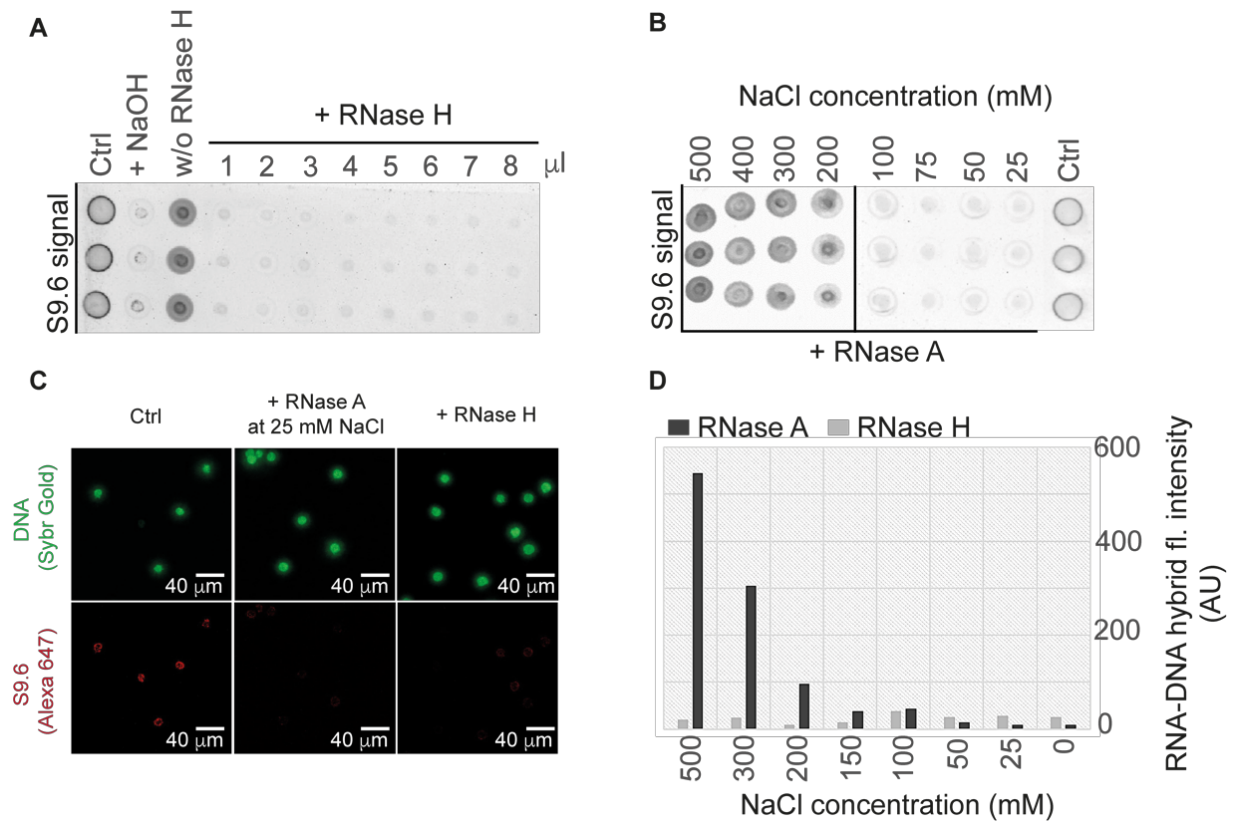 A
Ctrl
+ NaOH
w/o RNase H
+ RNase H
1 2 3 4 5 6 7 8 μl
S9.6 signal
B
NaCl concentration (mM)
500 400 300 200 100 75 50 25 Ctrl
S9.6 signal
+ RNase A
C
Ctrl
+ RNase A
at 25 mM NaCl
+ RNase H
DNA
(Sybr Gold)
40 μm 40 μm 40 μm
S9.6
(Alexa 647)
40 μm 40 μm 40 μm
D
RNase A RNase H
600
400
200
0
RNA-DNA hybrid fl. intensity
(AU)
500 300 200 150 100 50 25 0
NaCl concentration (mM)